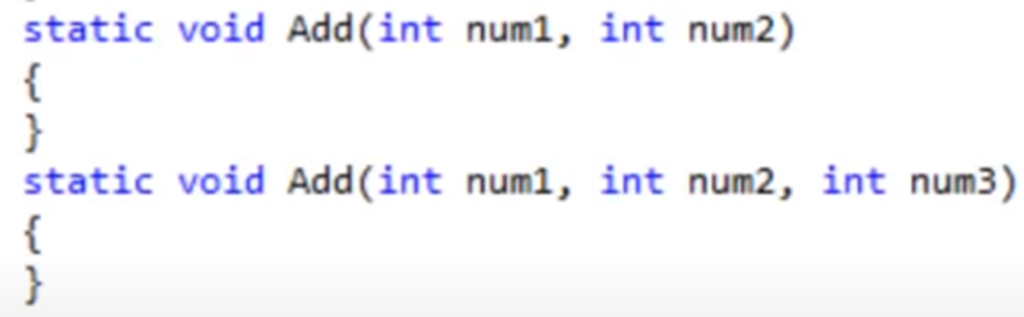 static void Add(int num1, int num2)
{
}
static void Add(int num1, int num2, int num3)
{
}